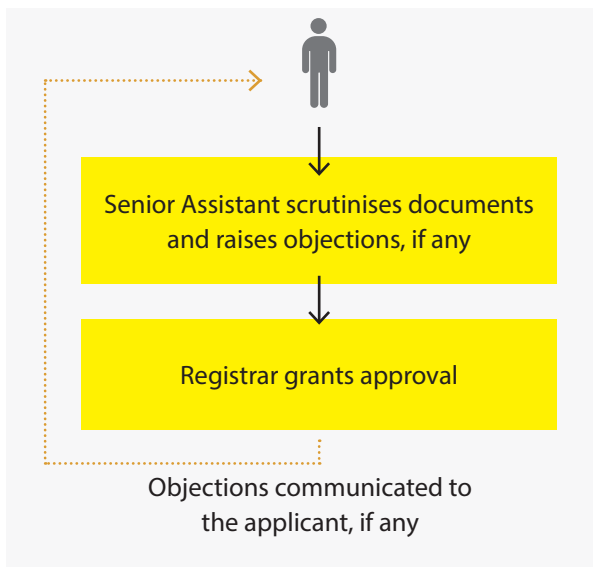 Senior Assistant scrutinises documents
and raises objections, if any
Registrar grants approval
Objections communicated to
the applicant, if any